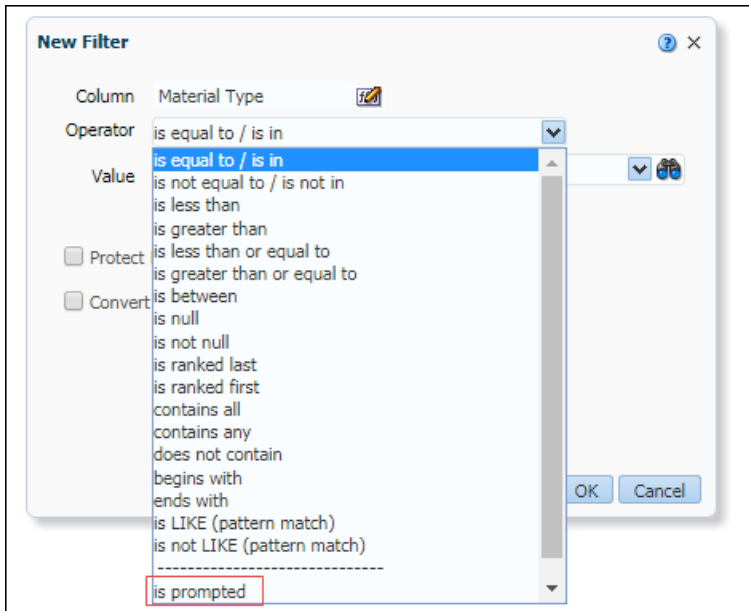 New Filter
Column Material Type
Operator is equal to / is in
is equal to / is in
Value
is not equal to / is not in
is less than
is greater than
Protect
is less than or equal to
is greater than or equal to
Convert
is between
is null
is not null
is ranked last
is ranked first
contains all
contains any
does not contain
begins with
ends with
OK Cancel
is LIKE (pattern match)
is not LIKE (pattern match)
------------------------------
is prompted